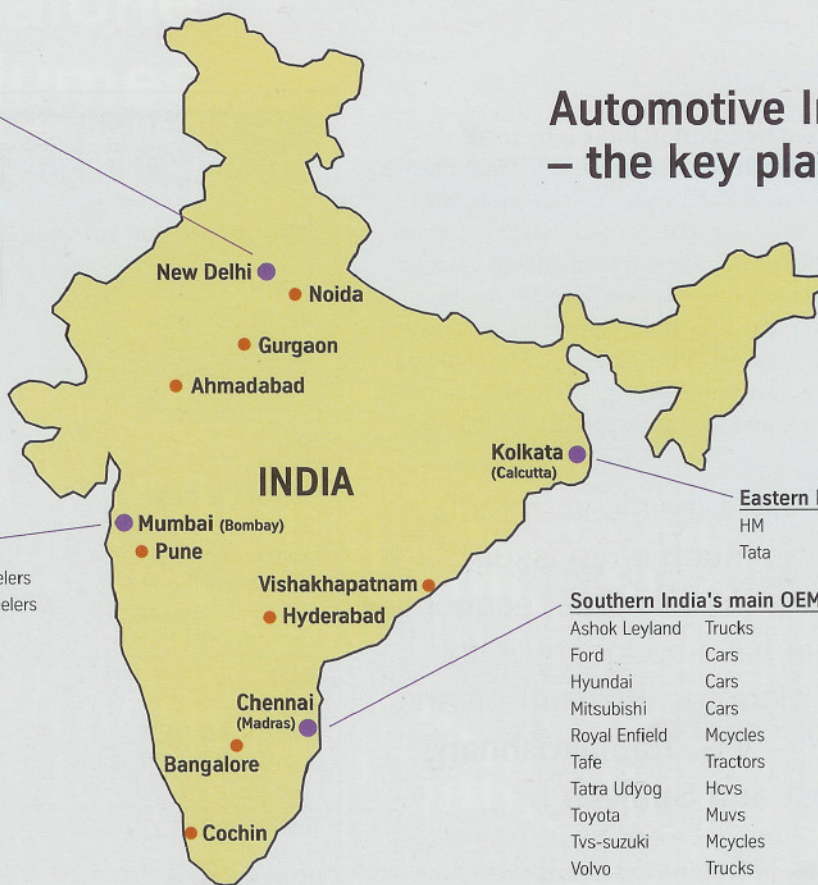 Automotive
– the key
New Delhi
Noida
Gurgaon
Ahmadabad
Kolkata
(Calcutta)
INDIA
Eastern
HM
Tata
Mumbai (Bombay)
Pune
elers
elers
Vishakhapatnam
Hyderabad
Southern India's main OEM
Ashok Leyland Trucks
Ford Cars
Hyundai Cars
Mitsubishi Cars
Royal Enfield Mcycles
Tafe Tractors
Tatra Udyog Hcvs
Toyota Muvs
Tvs-suzuki Mcycles
Volvo Trucks
Chennai
(Madras)
Bangalore
Cochin